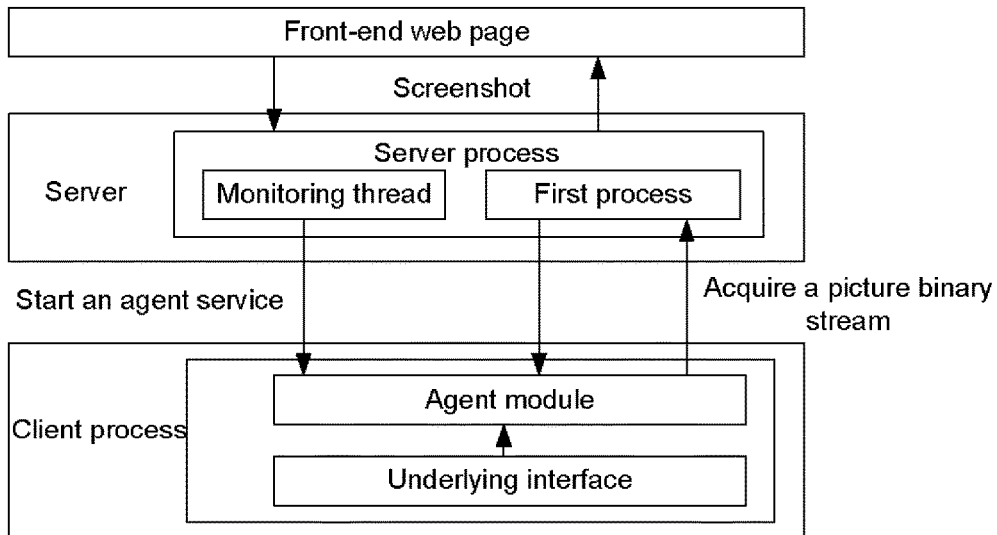 Front-end web page
Screenshot
Server process
Server
Monitoring thread
First process
Start an agent service
Acquire a picture binary
stream
Agent module
Client process
Underlying interface